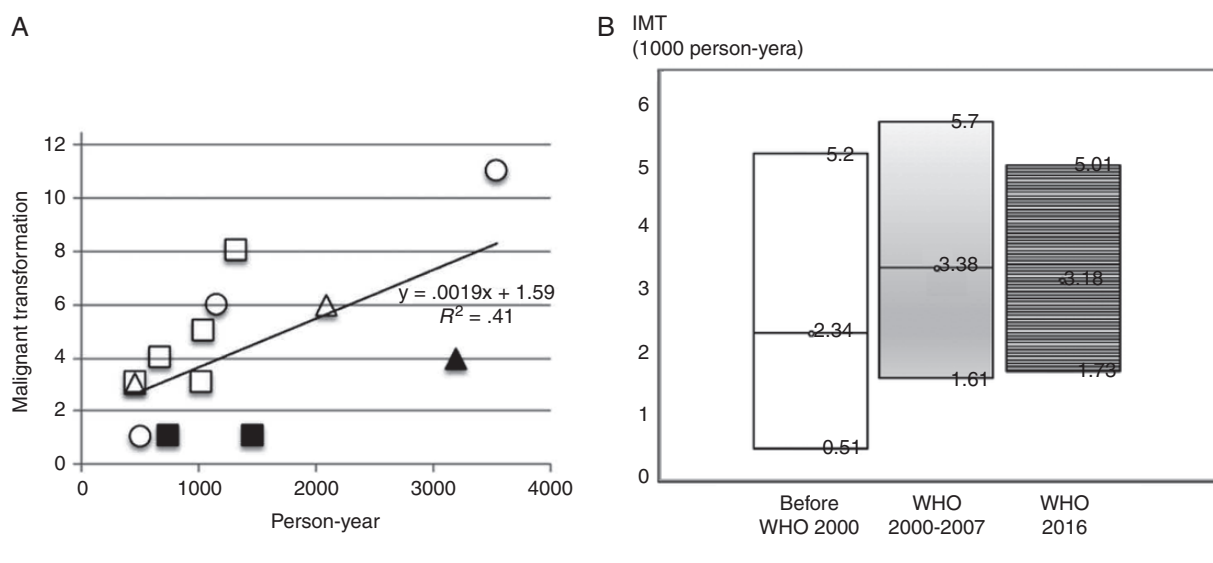 A
Malignant transformation
12
10
8
6
4
2
0
y = .0019x + 1.59
R² = .41
0 1000 2000 3000 4000
Person-year
B
IMT
(1000 person-yera)
6
5
4
3
2
1
0
5.2
2.34
0.51
5.7
3.38
1.61
5.01
3.18
1.73
Before
WHO 2000
WHO
2000-2007
WHO
2016